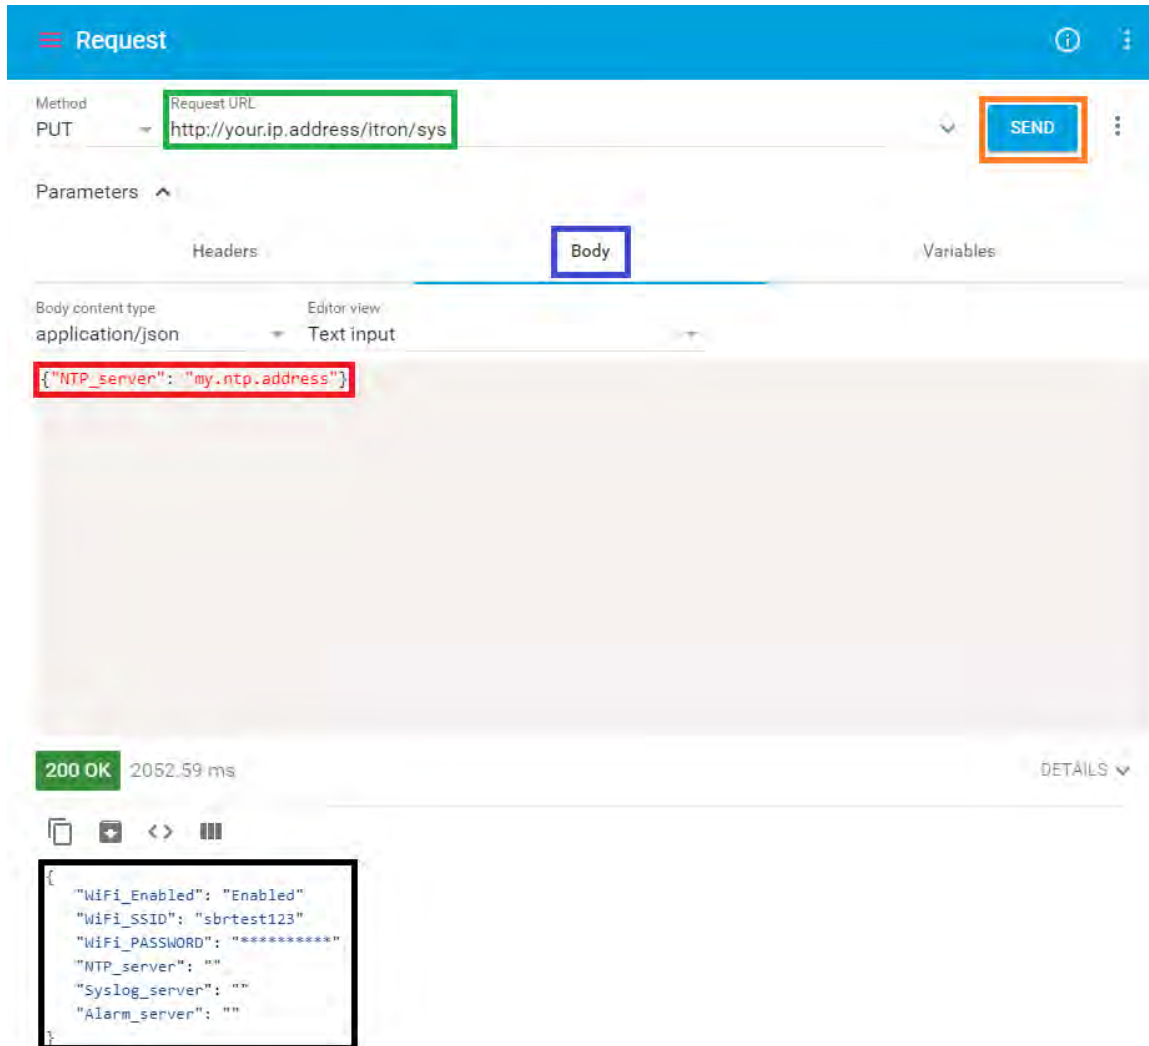 Request
Method
Request URL
PUT http://your.ip.address/itron/sys SEND
Parameters
Headers Body Variables
Body content type Editor view
application/json Text input
{"NTP_server": "my.ntp.address"}
200 OK 2052.59 ms DETAILS
{
"WiFi_Enabled": "Enabled"
"WiFi_SSID": "sbrtest123"
"WiFi_PASSWORD": "**********"
"NTP_server": ""
"Syslog_server": ""
"Alarm_server": ""
}